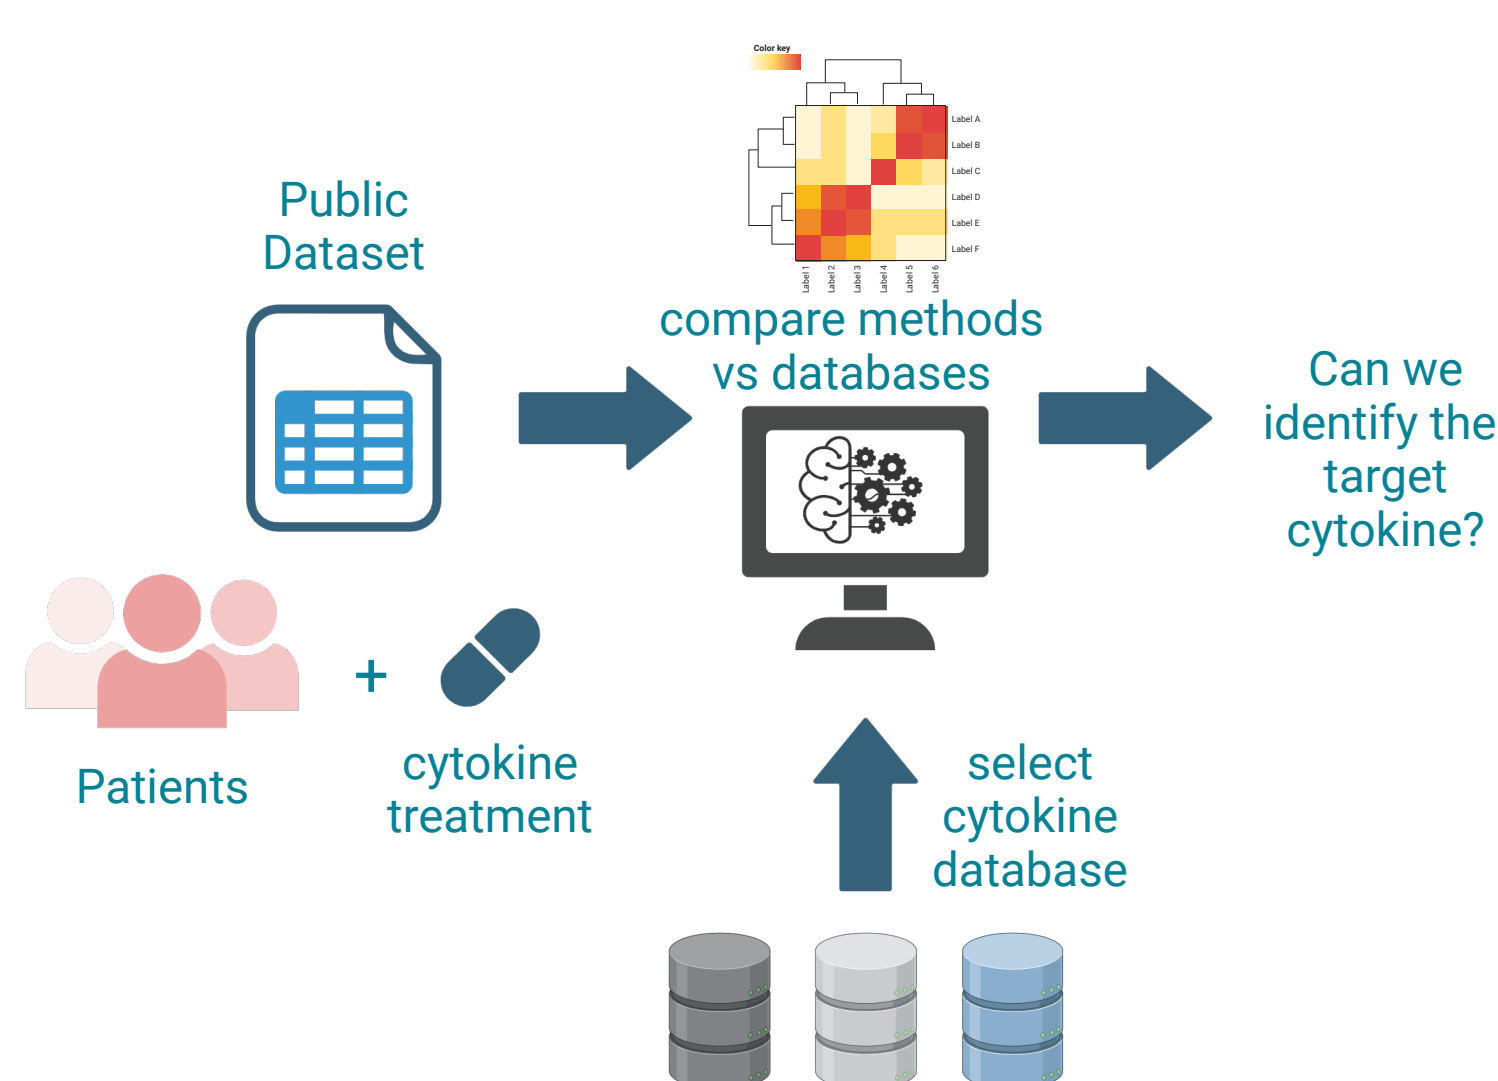 Color key
Label A
Label B
Label C
Label D
Label E
Label F
Label 1
Label 2
Label 3
Label 4
Label 5
Label 6
Public
Dataset
compare methods
vs databases
Can we
identify the
target
cytokine?
+
Patients
cytokine
treatment
select
cytokine
database